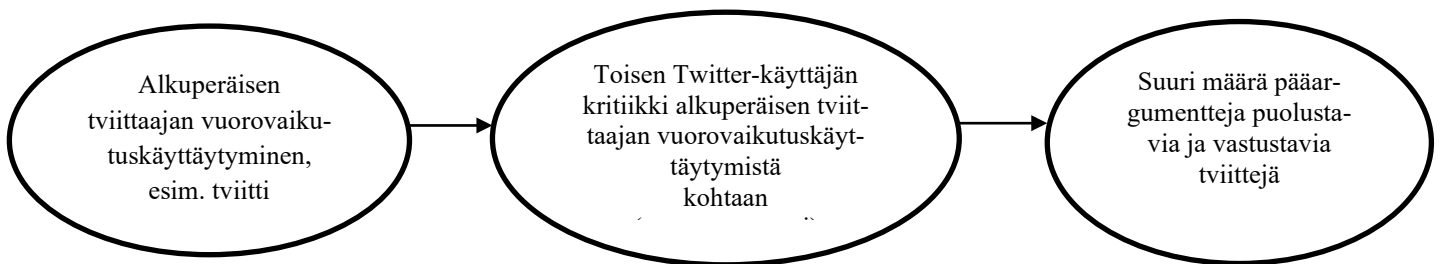 Alkuperäisen
tviittaajan vuorovaiku-
tuskäyttäytyminen,
esim. tviitti
Toisen Twitter-käyttäjän
kritiikki alkuperäisen tviit-
taajan vuorovaikutuskäyt-
täytymistä
kohtaan
Suuri määrä pääar-
gumentteja puolusta-
via ja vastustavia
tviittejä